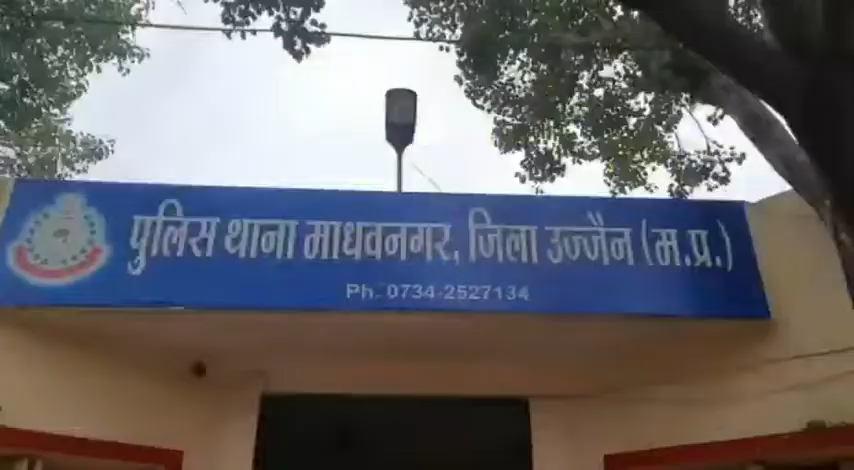 पुलिस थाना माधवनगर, जिला उज्जैन (म.प्र.)
Ph. 0734-2527134